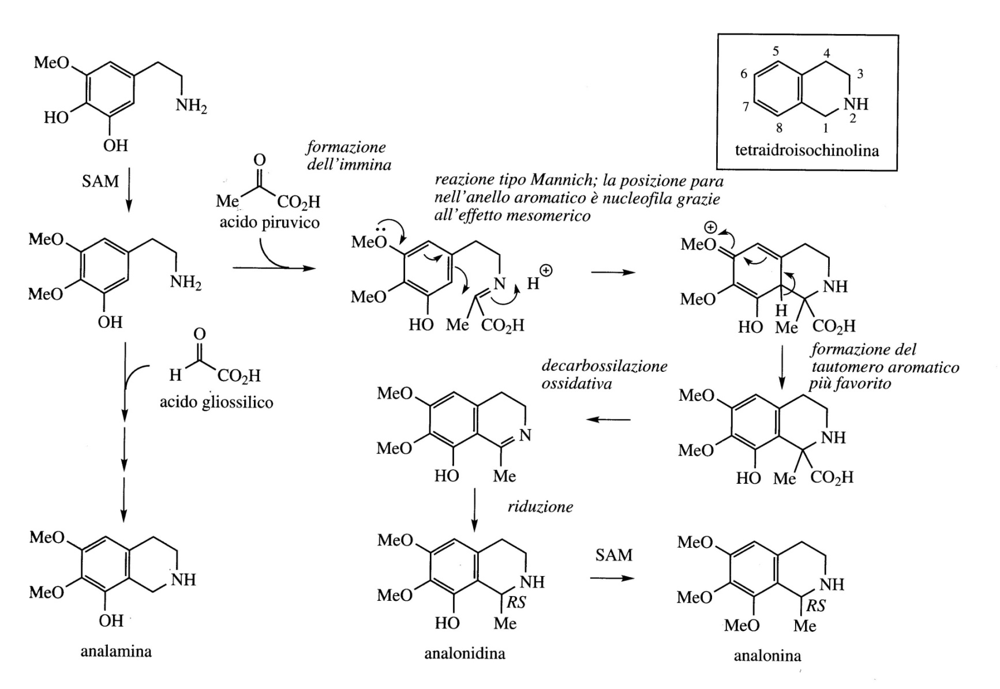 MeO
HO
OH
NH2
SAM
MeO
MeO
OH
NH2
O
H
CO2H
acido gliossilico
MeO
MeO
OH
NH
analamina
O
Me
CO2H
acido piruvico
formazione
dell'immina
reazione tipo Mannich; la posizione para
nell'anello aromatico è nucleofila grazie
all'effetto mesomerico
MeO
MeO
HO
N
Me
CO2H
H
+
5
4
6
3
7
NH
2
8
1
tetraidroisochinolina
+
MeO
MeO
HO
H
NH
Me
CO2H
formazione del
tautomero aromatico
più favorito
MeO
MeO
HO
NH
Me
CO2H
decarbossilazione
ossidativa
MeO
MeO
HO
N
Me
riduzione
MeO
MeO
HO
NH
RS
Me
analonidina
SAM
MeO
MeO
MeO
NH
RS
Me
analonina